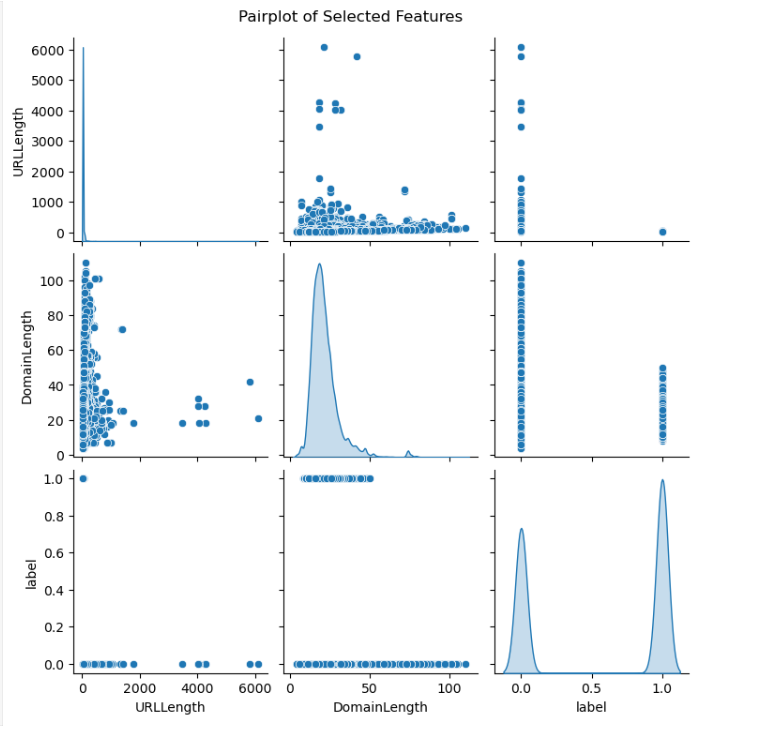 Pairplot of Selected Features
6000
5000
4000
3000
2000
1000
0
URLLength
100
80
60
40
20
0
DomainLength
1.0
0.8
0.6
0.4
0.2
0.0
label
0 2000 4000 6000
0 50 100
0.0 0.5 1.0
URLLength
DomainLength
label